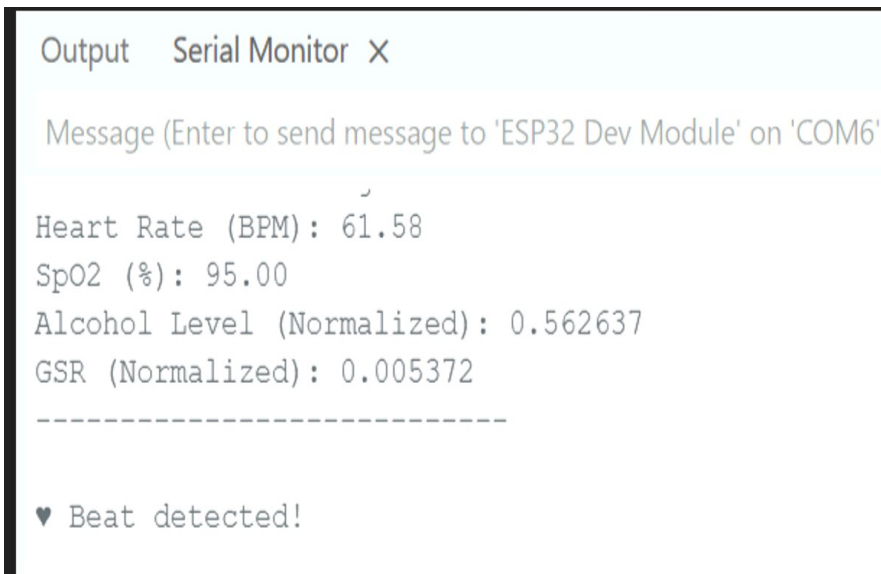 Output Serial Monitor X
Message (Enter to send message to 'ESP32 Dev Module' on 'COM6'
Heart Rate (BPM): 61.58
SpO2 (%): 95.00
Alcohol Level (Normalized): 0.562637
GSR (Normalized): 0.005372
----------------------------
♥ Beat detected!